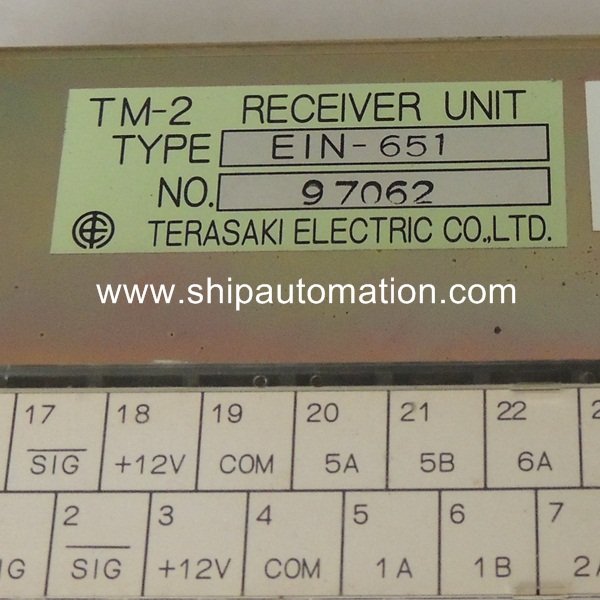 TM-2 RECEIVER UNIT
TYPE EIN-651
NO. 97062
TERASAKI ELECTRIC CO.,LTD.
www.shipautomation.com
17 18 19 20 21 22
SIG +12V COM 5A 5B 6A
2 3 4 5 6 7
SIG +12V COM 1A 1B